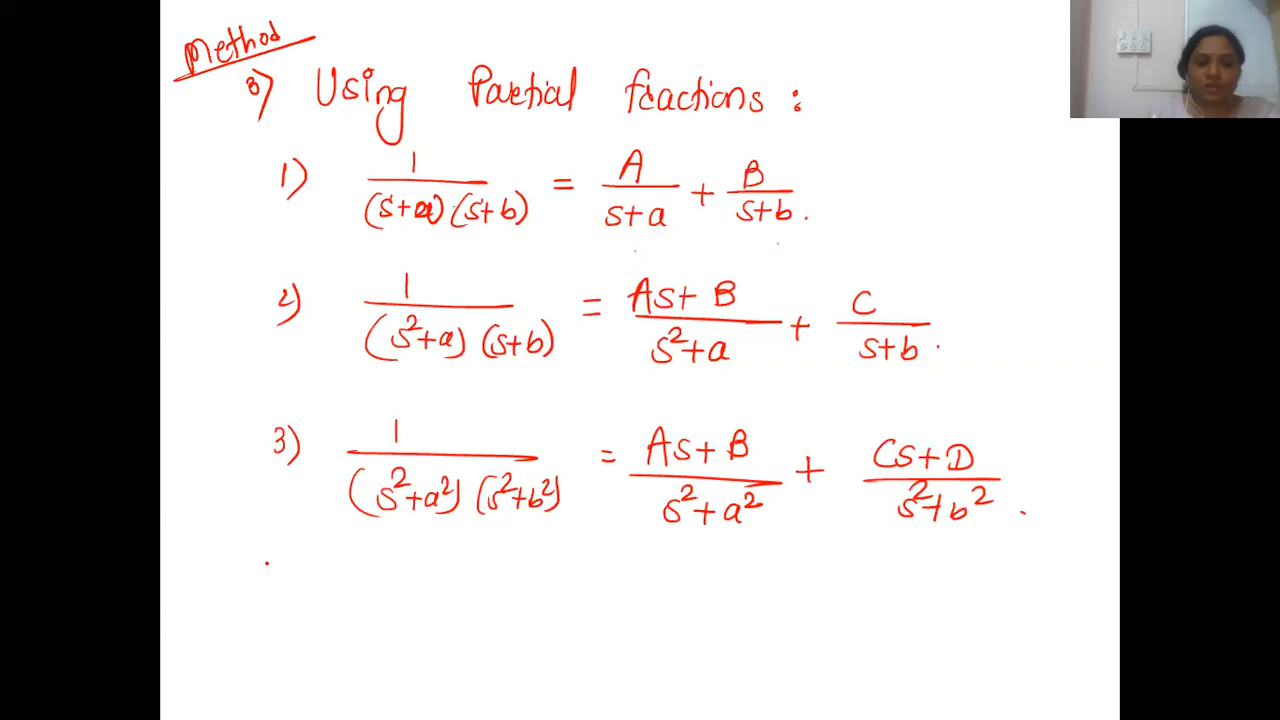 Method
3) Using Partial fractions :
1) 1/((s+a)(s+b)) = A/(s+a) + B/(s+b).
2) 1/((s²+a)(s+b)) = (As+B)/(s²+a) + C/(s+b).
3) 1/((s²+a²)(s²+b²)) = (As+B)/(s²+a²) + (Cs+D)/(s²+b²).